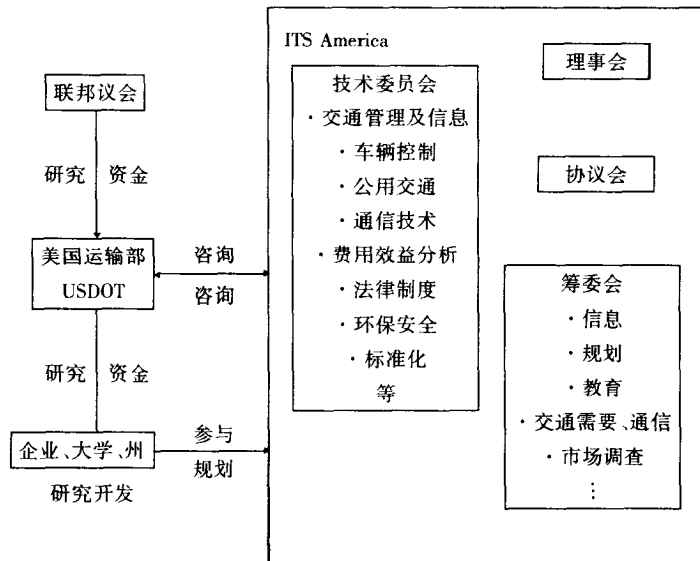 联邦议会
研究 资金
美国运输部
USDOT
咨询
咨询
研究 资金
企业、大学、州
研究开发
参与
规划
ITS America
技术委员会
·交通管理及信息
·车辆控制
·公用交通
·通信技术
·费用效益分析
·法律制度
·环保安全
·标准化
等
理事会
协议会
筹委会
·信息
·规划
·教育
·交通需要、通信
·市场调查
⋮